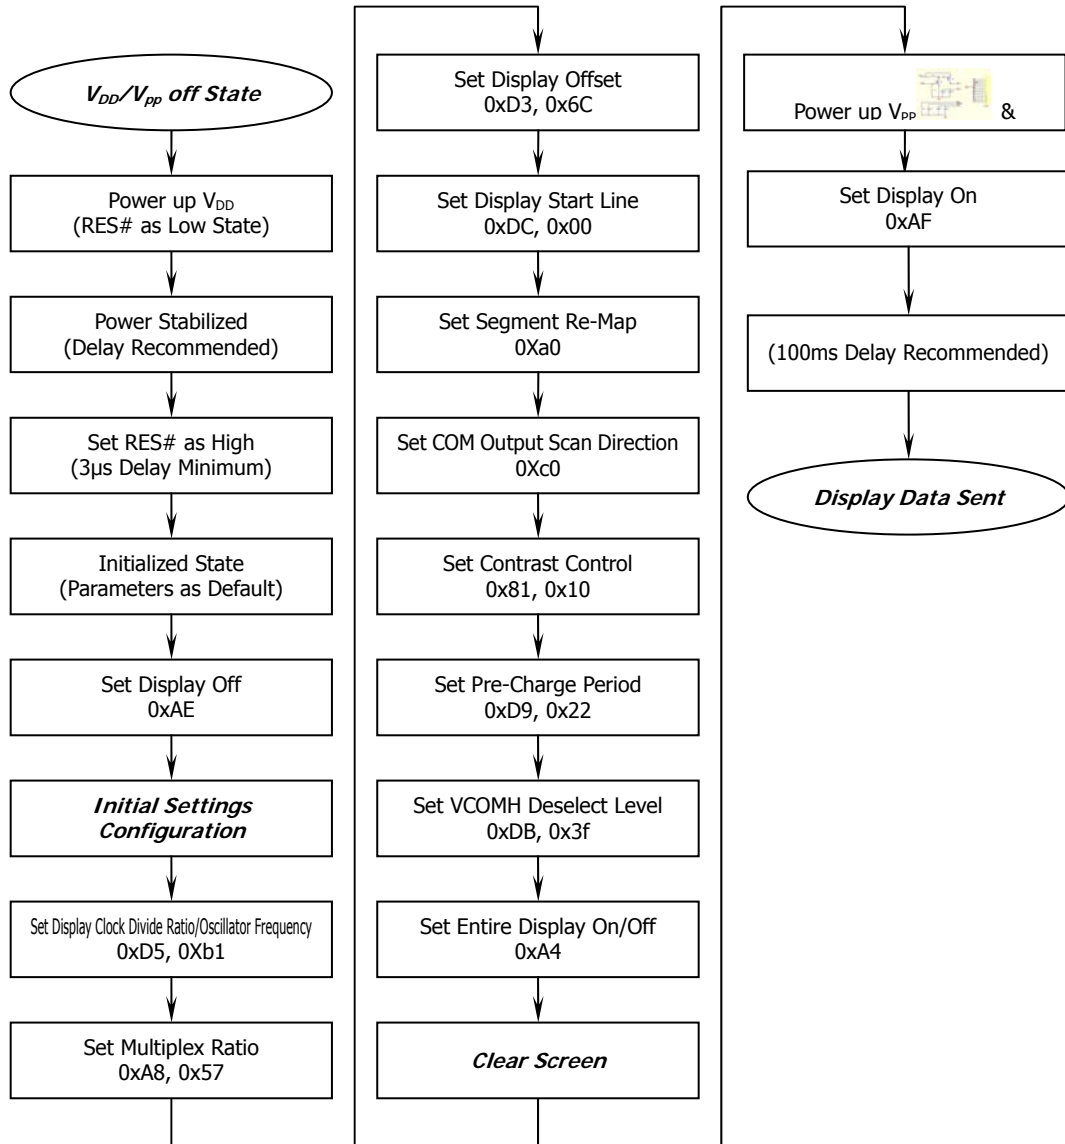 V_DD/V_pp off State
Power up V_DD
(RES# as Low State)
Power Stabilized
(Delay Recommended)
Set RES# as High
(3µs Delay Minimum)
Initialized State
(Parameters as Default)
Set Display Off
0xAE
Initial Settings
Configuration
Set Display Clock Divide Ratio/Oscillator Frequency
0xD5, 0Xb1
Set Multiplex Ratio
0xA8, 0x57
Set Display Offset
0xD3, 0x6C
Set Display Start Line
0xDC, 0x00
Set Segment Re-Map
0Xa0
Set COM Output Scan Direction
0Xc0
Set Contrast Control
0x81, 0x10
Set Pre-Charge Period
0xD9, 0x22
Set VCOMH Deselect Level
0xDB, 0x3f
Set Entire Display On/Off
0xA4
Clear Screen
Power up V_PP &
Set Display On
0xAF
(100ms Delay Recommended)
Display Data Sent